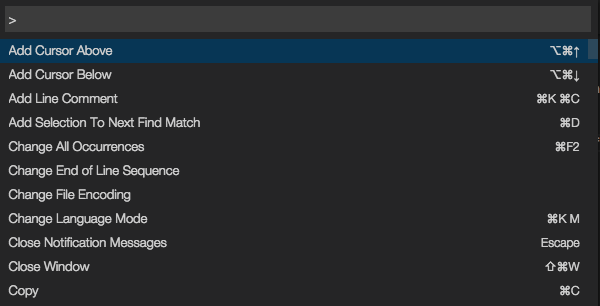 >
Add Cursor Above ⌥⌘↑
Add Cursor Below ⌥⌘↓
Add Line Comment ⌘K ⌘C
Add Selection To Next Find Match ⌘D
Change All Occurrences ⌘F2
Change End of Line Sequence
Change File Encoding
Change Language Mode ⌘K M
Close Notification Messages Escape
Close Window ⇧⌘W
Copy ⌘C